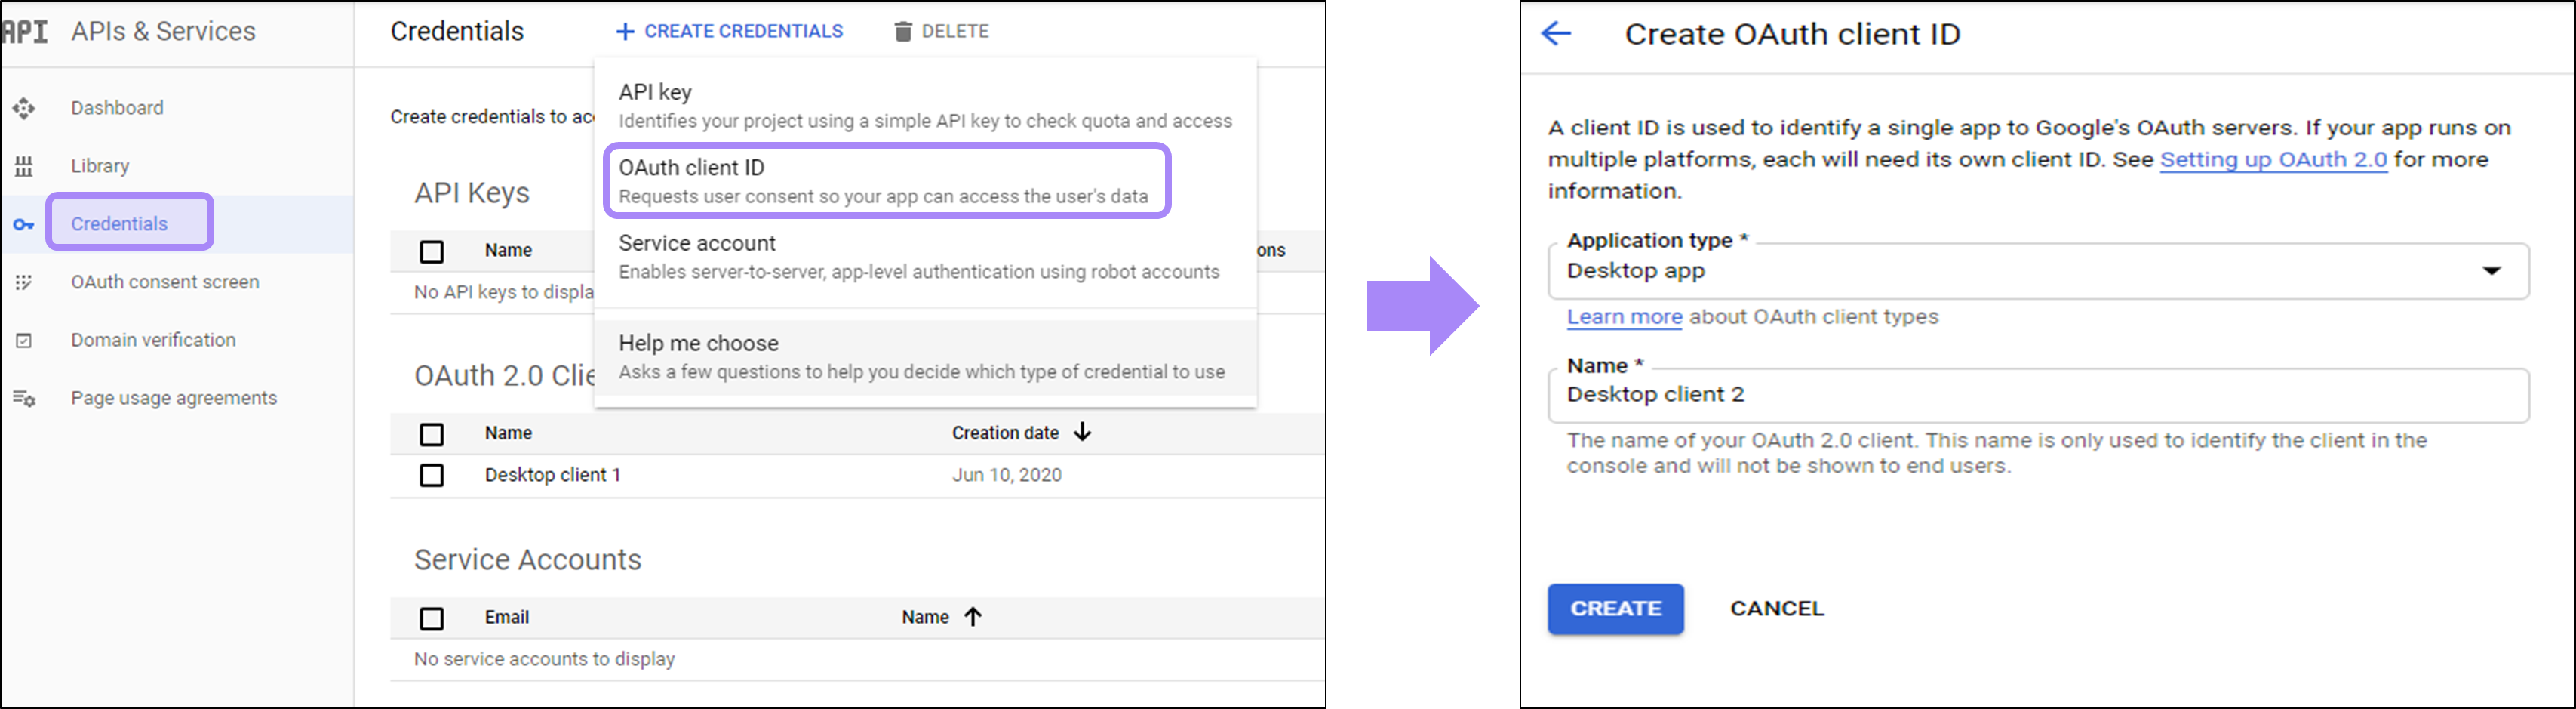 API APIs & Services
Dashboard
Library
Credentials
OAuth consent screen
Domain verification
Page usage agreements
Credentials
+ CREATE CREDENTIALS
DELETE
Create credentials to acc
API key
Identifies your project using a simple API key to check quota and access
OAuth client ID
Requests user consent so your app can access the user's data
Service account
Enables server-to-server, app-level authentication using robot accounts
Help me choose
Asks a few questions to help you decide which type of credential to use
API Keys
Name
ons
No API keys to displa
OAuth 2.0 Clie
Name Creation date
Desktop client 1 Jun 10, 2020
Service Accounts
Email Name
No service accounts to display
Create OAuth client ID
A client ID is used to identify a single app to Google's OAuth servers. If your app runs on
multiple platforms, each will need its own client ID. See Setting up OAuth 2.0 for more
information.
Application type *
Desktop app
Learn more about OAuth client types
Name *
Desktop client 2
The name of your OAuth 2.0 client. This name is only used to identify the client in the
console and will not be shown to end users.
CREATE CANCEL